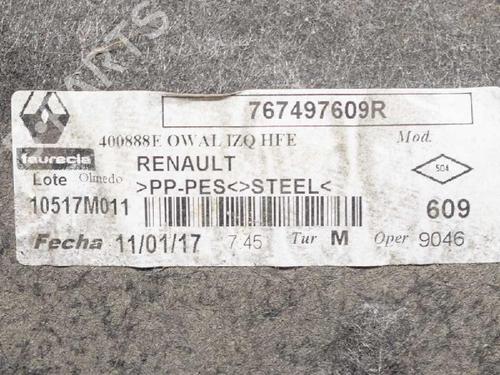 767497609R
400888E OWAL IZQ HFE Mod.
faurecia RENAULT
Lote Olmedo >PP-PES<>STEEL< 504
10517M011 609
Fecha 11/01/17 7.45 Tur M Oper 9046